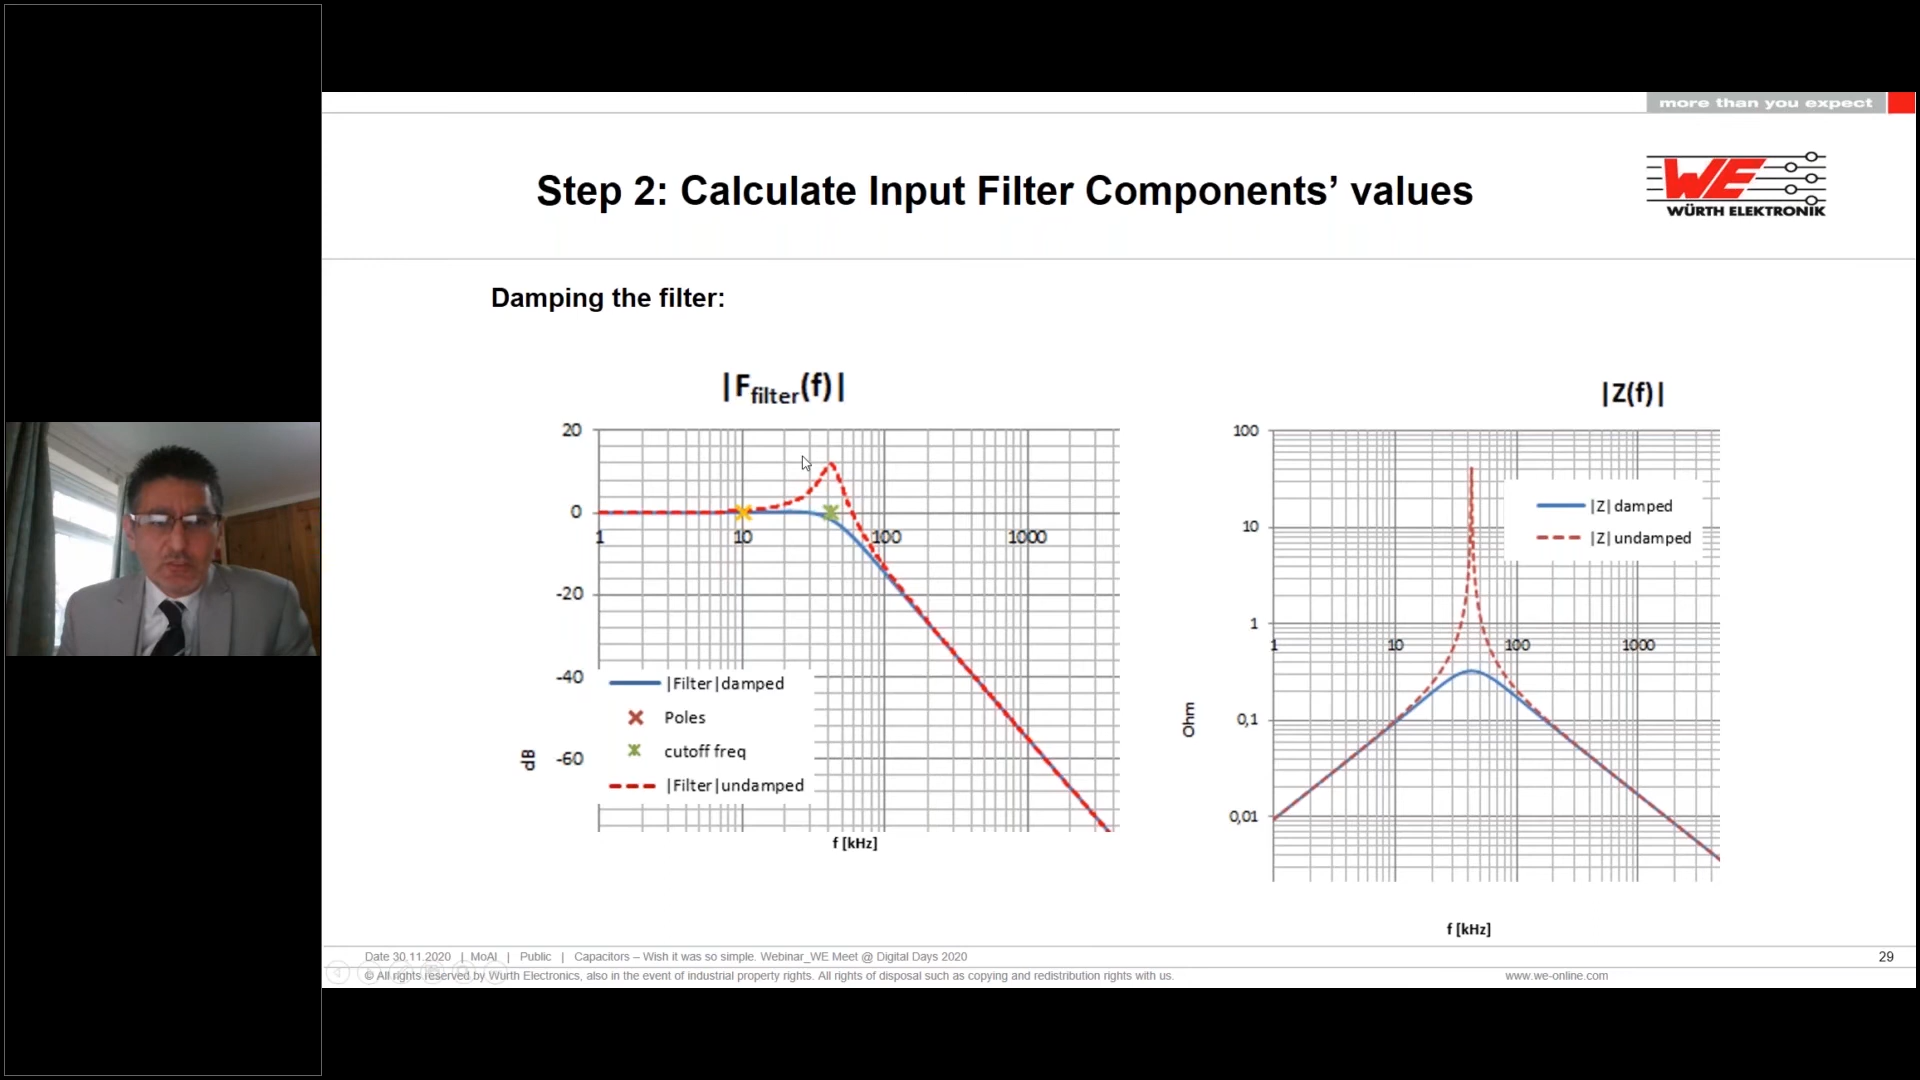 more than you expect
Step 2: Calculate Input Filter Components’ values
WE
WÜRTH ELEKTRONIK
Damping the filter:
|Ffilter(f)|
20
0
-20
-40
-60
dB
1 10 100 1000
|Filter|damped
Poles
cutoff freq
|Filter|undamped
f [kHz]
|Z(f)|
100
10
1
0,1
0,01
Ohm
1 10 100 1000
|Z| damped
|Z| undamped
f [kHz]
Date 30.11.2020 | MoAl | Public | Capacitors – Wish it was so simple. Webinar_WE Meet @ Digital Days 2020
29
© All rights reserved by Wurth Electronics, also in the event of industrial property rights. All rights of disposal such as copying and redistribution rights with us.
www.we-online.com